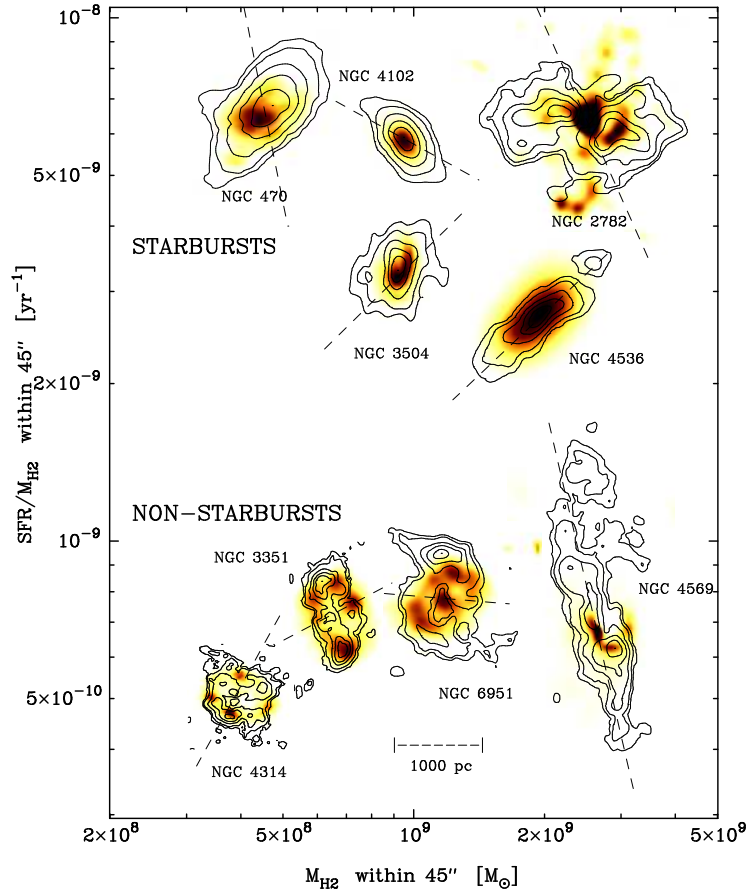 10⁻⁸
NGC 4102
5×10⁻⁹
NGC 470
NGC 2782
STARBURSTS
NGC 3504
NGC 4536
2×10⁻⁹
SFR/M_H2 within 45″ [yr⁻¹]
NON−STARBURSTS
10⁻⁹
NGC 3351
NGC 4569
5×10⁻¹⁰
NGC 6951
NGC 4314
1000 pc
2×10⁸
5×10⁸
10⁹
2×10⁹
5×10⁹
M_H2 within 45″ [M_⊙]